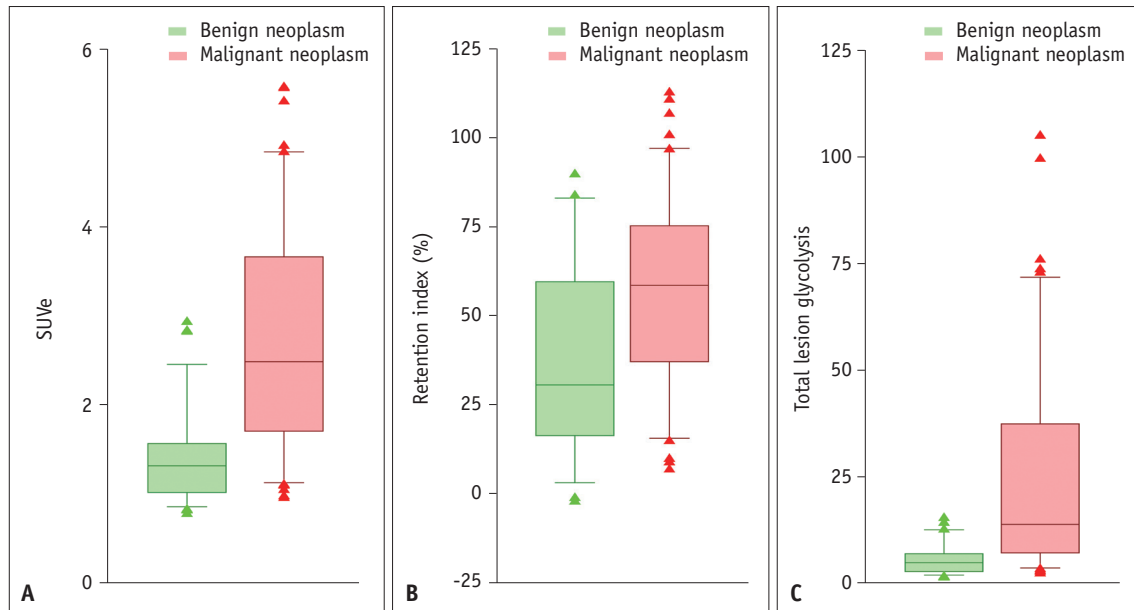 Benign neoplasm
Malignant neoplasm
6
4
2
0
SUVe
A
Benign neoplasm
Malignant neoplasm
125
100
75
50
25
0
-25
Retention index (%)
B
Benign neoplasm
Malignant neoplasm
125
100
75
50
25
0
Total lesion glycolysis
C